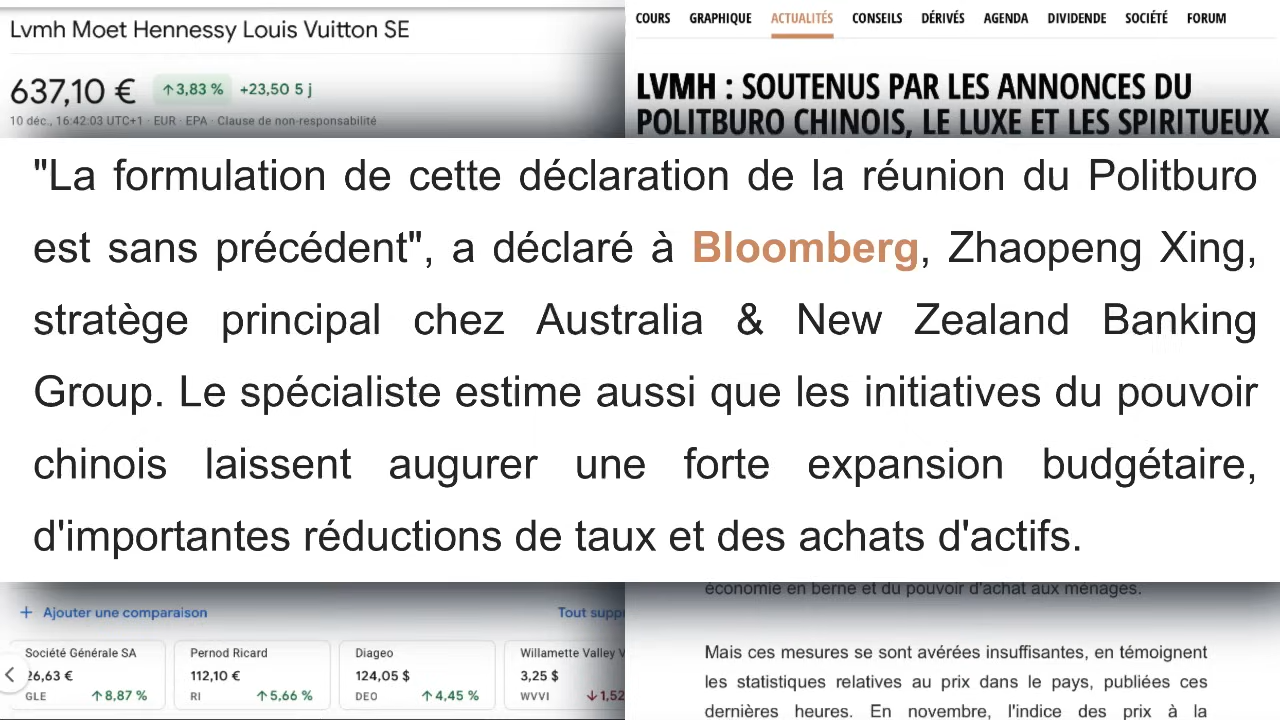 Lvmh Moet Hennessy Louis Vuitton SE
637,10 € ↑3,83 % +23,50 5 j
10 déc., 16:42:03 UTC+1 · EUR · EPA · Clause de non-responsabilité
COURS GRAPHIQUE ACTUALITÉS CONSEILS DÉRIVÉS AGENDA DIVIDENDE SOCIÉTÉ FORUM
LVMH : SOUTENUS PAR LES ANNONCES DU
POLITBURO CHINOIS, LE LUXE ET LES SPIRITUEUX
"La formulation de cette déclaration de la réunion du Politburo
est sans précédent", a déclaré à Bloomberg, Zhaopeng Xing,
stratège principal chez Australia & New Zealand Banking
Group. Le spécialiste estime aussi que les initiatives du pouvoir
chinois laissent augurer une forte expansion budgétaire,
d'importantes réductions de taux et des achats d'actifs.
+ Ajouter une comparaison Tout supp
Société Générale SA
26,63 €
GLE ↑8,87 %
Pernod Ricard
112,10 €
RI ↑5,66 %
Diageo
124,05 $
DEO ↑4,45 %
Willamette Valley V
3,25 $
WVVI ↓1,52
économie en berne et du pouvoir d'achat aux ménages.
Mais ces mesures se sont avérées insuffisantes, en témoignent
les statistiques relatives au prix dans le pays, publiées ces
dernières heures. En novembre, l'indice des prix à la